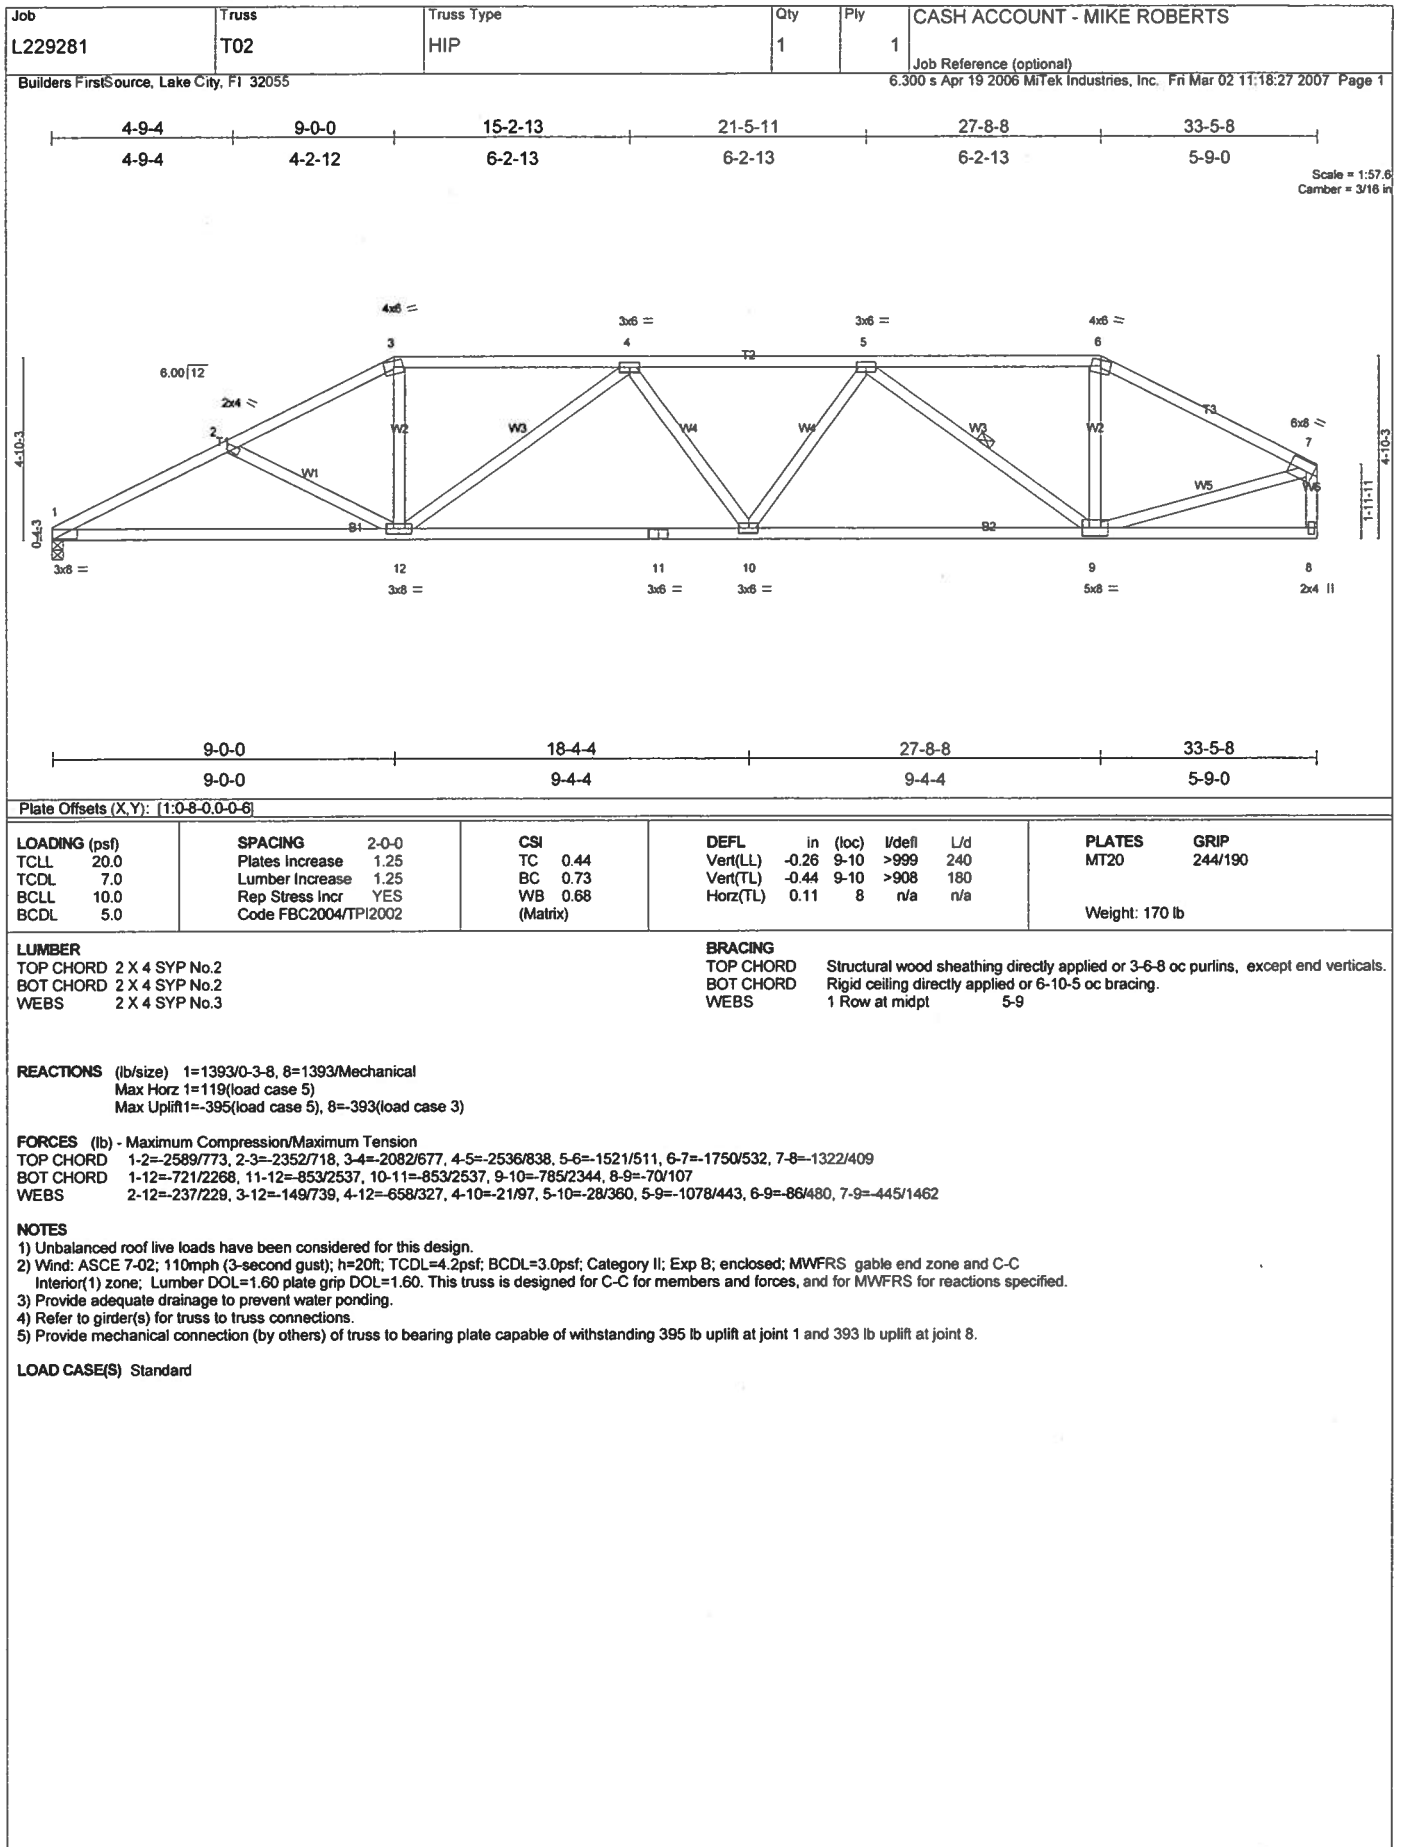 Job Truss Truss Type Qty Ply CASH ACCOUNT - MIKE ROBERTS
L229281 T02 HIP 1 1
Job Reference (optional)
Builders FirstSource, Lake City, Fl 32055 6.300 s Apr 19 2006 MiTek Industries, Inc. Fri Mar 02 11:18:27 2007 Page 1
4-9-4 9-0-0 15-2-13 21-5-11 27-8-8 33-5-8
4-9-4 4-2-12 6-2-13 6-2-13 6-2-13 5-9-0
Scale = 1:57.6
Camber = 3/16 in
4x6 = 3x6 = 3x6 = 4x6 =
3 4 5 6
T2
6.00 12
2x4 =
T3
6x8 =
2 T1 W2 W3 W4 W4 W3 W2 7
4-10-3 4-10-3
W1 W5 W6
1-11-11
1
0-4-3
B1 B2
3x8 = 12 11 10 9 8
3x8 = 3x6 = 3x6 = 5x8 = 2x4 II
9-0-0 18-4-4 27-8-8 33-5-8
9-0-0 9-4-4 9-4-4 5-9-0
Plate Offsets (X,Y): [1:0-8-0,0-0-6]
LOADING (psf)
TCLL 20.0
TCDL 7.0
BCLL 10.0
BCDL 5.0
SPACING 2-0-0
Plates Increase 1.25
Lumber Increase 1.25
Rep Stress Incr YES
Code FBC2004/TPI2002
CSI
TC 0.44
BC 0.73
WB 0.68
(Matrix)
DEFL in (loc) l/defl L/d
Vert(LL) -0.26 9-10 >999 240
Vert(TL) -0.44 9-10 >908 180
Horz(TL) 0.11 8 n/a n/a
PLATES GRIP
MT20 244/190
Weight: 170 lb
LUMBER
TOP CHORD 2 X 4 SYP No.2
BOT CHORD 2 X 4 SYP No.2
WEBS 2 X 4 SYP No.3
BRACING
TOP CHORD Structural wood sheathing directly applied or 3-6-8 oc purlins, except end verticals.
BOT CHORD Rigid ceiling directly applied or 6-10-5 oc bracing.
WEBS 1 Row at midpt 5-9
REACTIONS (lb/size) 1=1393/0-3-8, 8=1393/Mechanical
Max Horz 1=119(load case 5)
Max Uplift1=-395(load case 5), 8=-393(load case 3)
FORCES (lb) - Maximum Compression/Maximum Tension
TOP CHORD 1-2=-2589/773, 2-3=-2352/718, 3-4=-2082/677, 4-5=-2536/838, 5-6=-1521/511, 6-7=-1750/532, 7-8=-1322/409
BOT CHORD 1-12=-721/2268, 11-12=-853/2537, 10-11=-853/2537, 9-10=-785/2344, 8-9=-70/107
WEBS 2-12=-237/229, 3-12=-149/739, 4-12=-658/327, 4-10=-21/97, 5-10=-28/360, 5-9=-1078/443, 6-9=-86/480, 7-9=-445/1462
NOTES
1) Unbalanced roof live loads have been considered for this design.
2) Wind: ASCE 7-02; 110mph (3-second gust); h=20ft; TCDL=4.2psf; BCDL=3.0psf; Category II; Exp B; enclosed; MWFRS gable end zone and C-C
Interior(1) zone; Lumber DOL=1.60 plate grip DOL=1.60. This truss is designed for C-C for members and forces, and for MWFRS for reactions specified.
3) Provide adequate drainage to prevent water ponding.
4) Refer to girder(s) for truss to truss connections.
5) Provide mechanical connection (by others) of truss to bearing plate capable of withstanding 395 lb uplift at joint 1 and 393 lb uplift at joint 8.
LOAD CASE(S) Standard